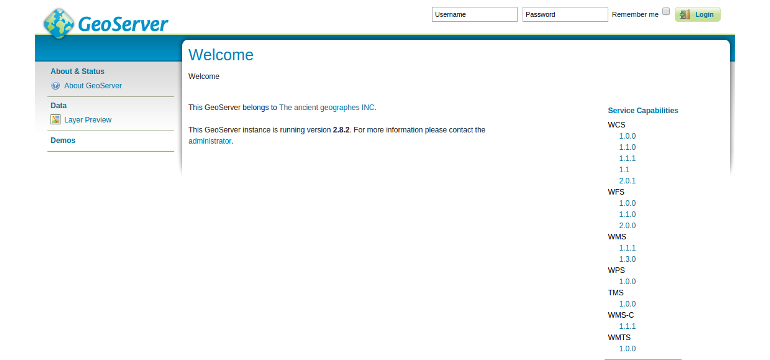 GeoServer
Username
Password
Remember me
Login
About & Status
About GeoServer
Data
Layer Preview
Demos
Welcome
Welcome
This GeoServer belongs to The ancient geographes INC.
This GeoServer instance is running version 2.8.2. For more information please contact the
administrator.
Service Capabilities
WCS
1.0.0
1.1.0
1.1.1
1.1
2.0.1
WFS
1.0.0
1.1.0
2.0.0
WMS
1.1.1
1.3.0
WPS
1.0.0
TMS
1.0.0
WMS-C
1.1.1
WMTS
1.0.0